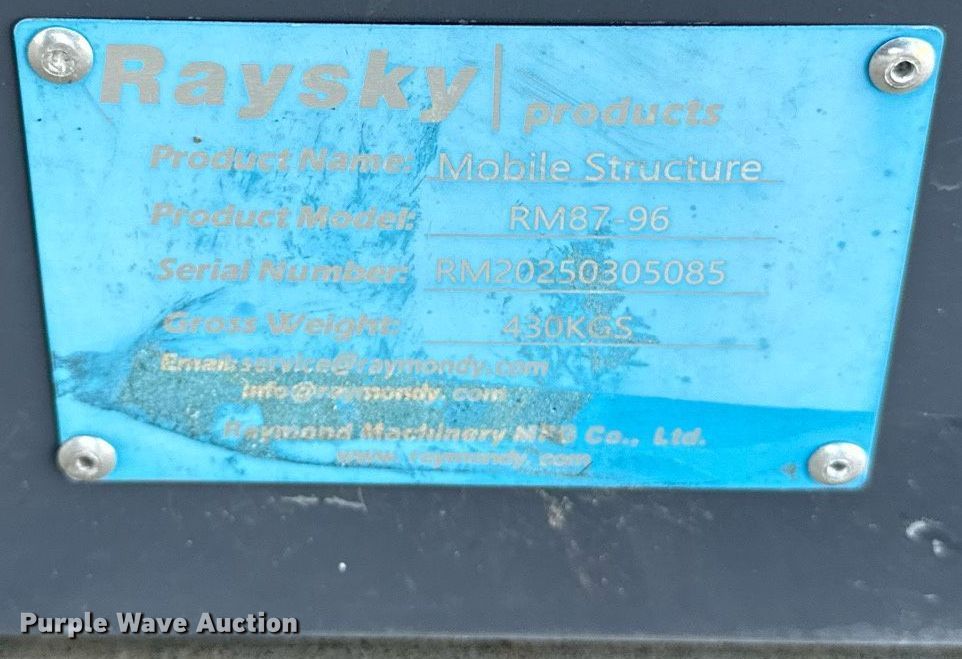 Raysky | products
Product Name: Mobile Structure
Product Model: RM87-96
Serial Number: RM20250305085
Gross Weight: 430KGS
Email: service@raymondy.com
info@raymondy.com
Raymond Machinery MFG Co., Ltd.
www.raymondy.com
Purple Wave Auction